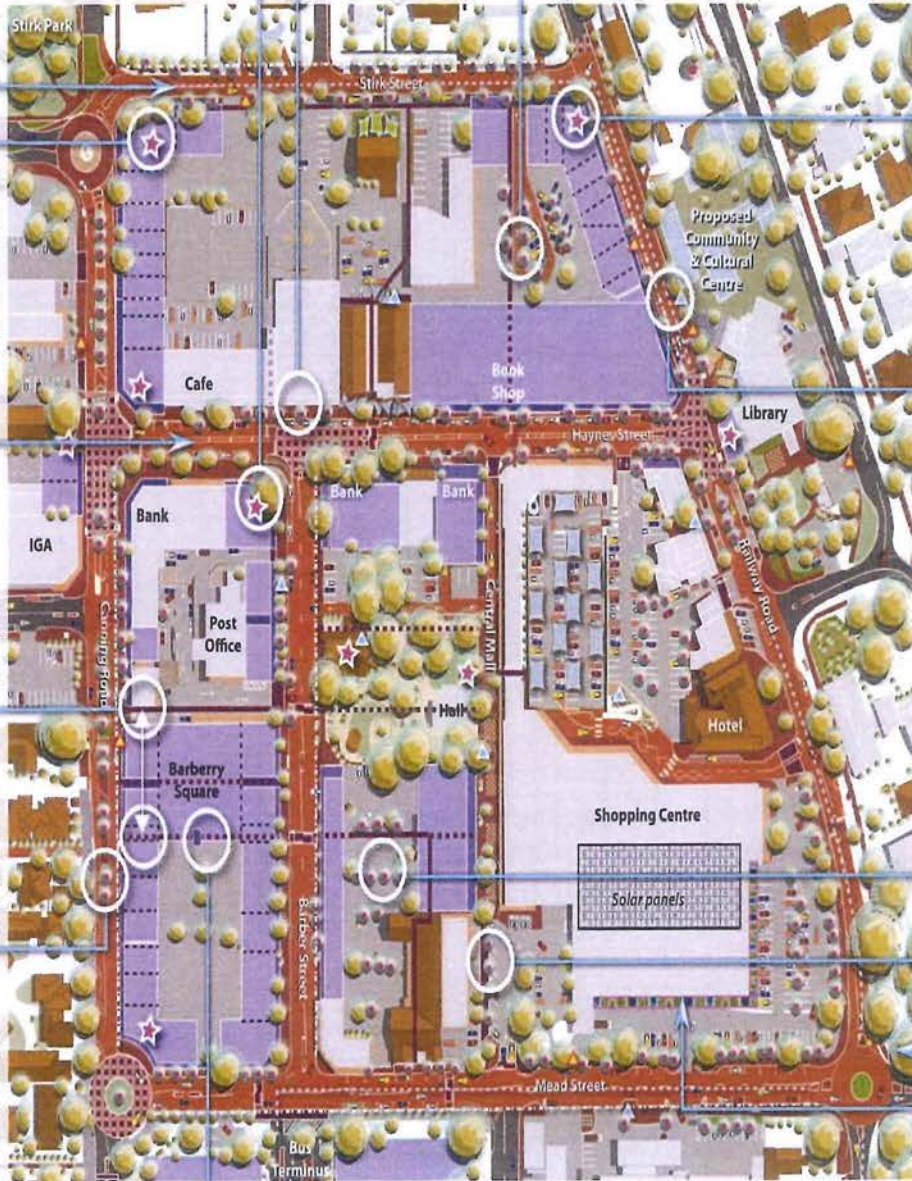 Stirk Park
Stirk Street
Proposed
Community
& Cultural
Centre
Cafe
Book
Shop
Library
Haynes Street
Bank
Bank
Bank
IGA
Railway Road
Canning Road
Post
Office
Central Mall
Hall
Hotel
Barberry
Square
Shopping Centre
Solar panels
Barber Street
Mead Street
Bus
Terminus